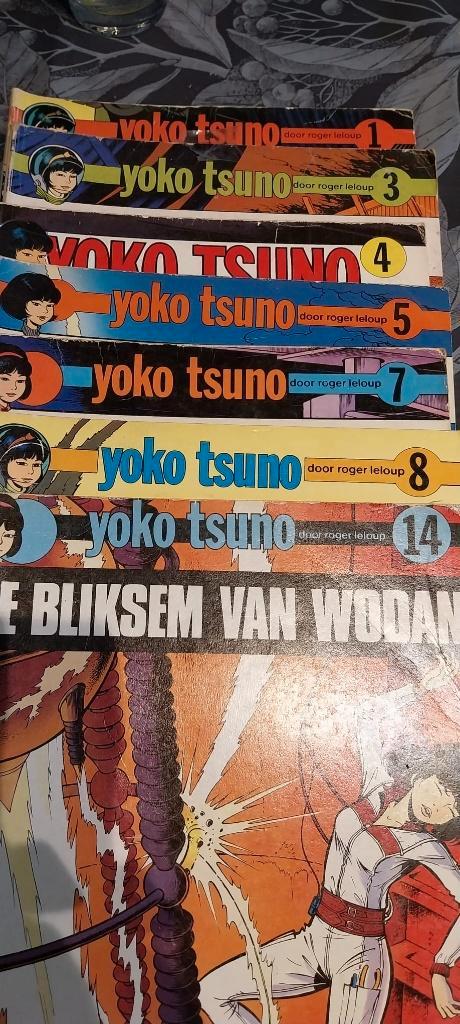 yoko tsuno door roger leloup 1
yoko tsuno door roger leloup 3
YOKO TSUNO 4
yoko tsuno door roger leloup 5
yoko tsuno door roger leloup 7
yoko tsuno door roger leloup 8
yoko tsuno door roger leloup 14
E BLIKSEM VAN WODAN